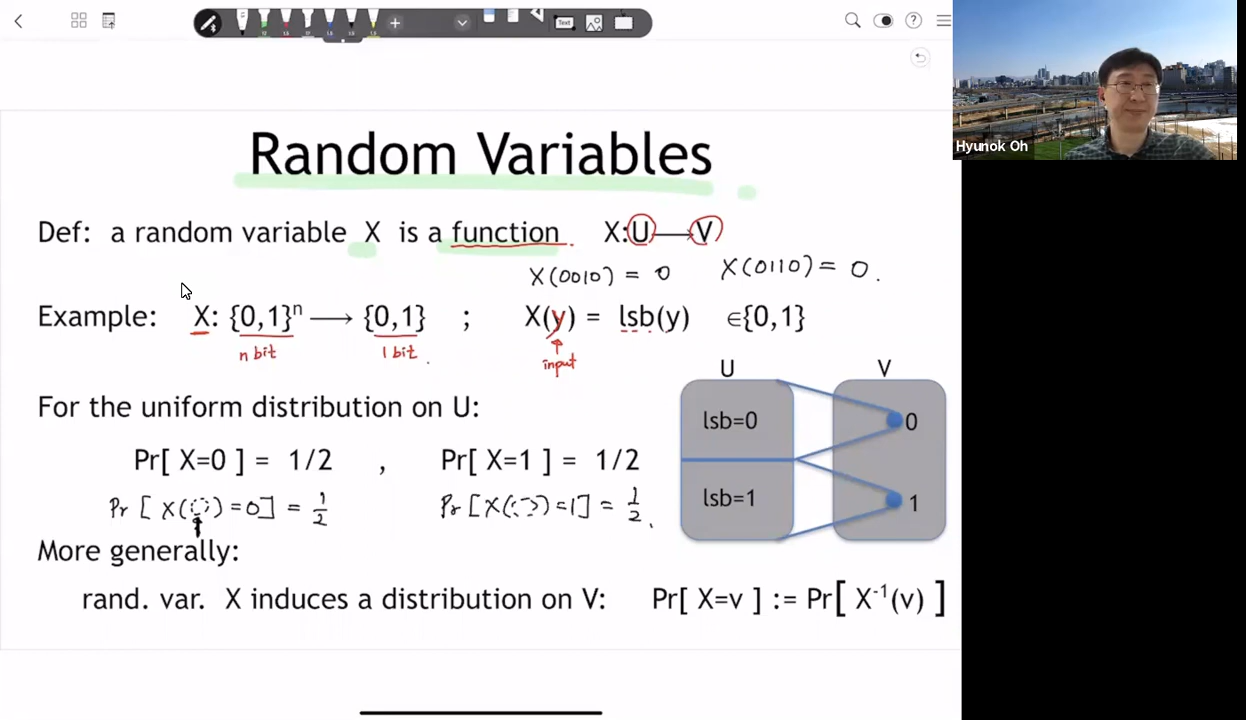 Text
Hyunok Oh
Random Variables
Def: a random variable X is a function. X:U⟶V
X(0010) = 0 X(0110) = 0.
Example: X: {0,1}ⁿ ⟶ {0,1} ; X(y) = lsb(y) ∈{0,1}
n bit 1 bit. input
U V
For the uniform distribution on U:
lsb=0 0
Pr[ X=0 ] = 1/2 , Pr[ X=1 ] = 1/2
lsb=1 1
Pr [ X( ) = 0] = 1/2 Pr [X( ) = 1] = 1/2.
More generally:
rand. var. X induces a distribution on V: Pr[ X=v ] := Pr[ X⁻¹(v) ]